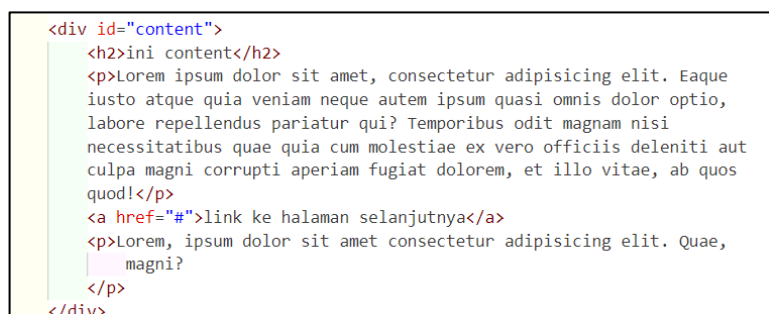 <div id="content">
<h2>ini content</h2>
<p>Lorem ipsum dolor sit amet, consectetur adipisicing elit. Eaque
iusto atque quia veniam neque autem ipsum quasi omnis dolor optio,
labore repellendus pariatur qui? Temporibus odit magnam nisi
necessitatibus quae quia cum molestiae ex vero officiis deleniti aut
culpa magni corrupti aperiam fugiat dolorem, et illo vitae, ab quos
quod!</p>
<a href="#">link ke halaman selanjutnya</a>
<p>Lorem, ipsum dolor sit amet consectetur adipisicing elit. Quae,
magni?
</p>
</div>